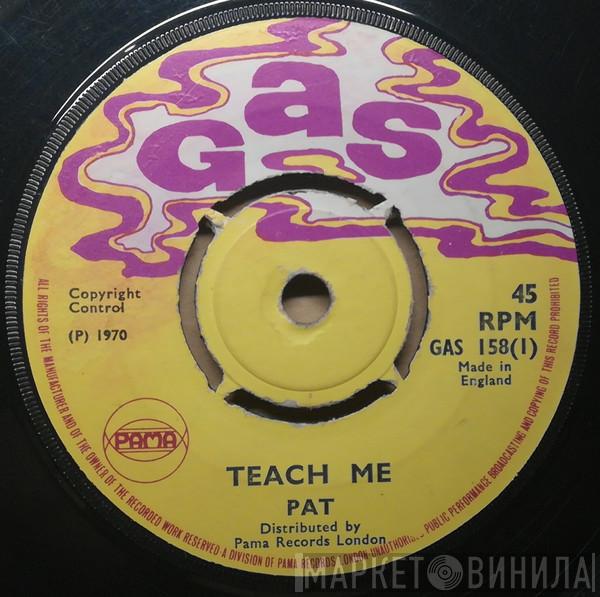 Gas
Copyright
Control
(P) 1970
45
RPM
GAS 158(1)
Made in
England
PAMA
TEACH ME
PAT
Distributed by
Pama Records London
ALL RIGHTS OF THE MANUFACTURER AND OF THE OWNER OF THE RECORDED WORK RESERVED A DIVISION OF PAMA RECORDS LONDON UNAUTHORIS PUBLIC PERFORMANCE BROADCASTING AND COPYING OF THIS RECORD PROHIBITED
МАРКЕТ ВИНИЛА